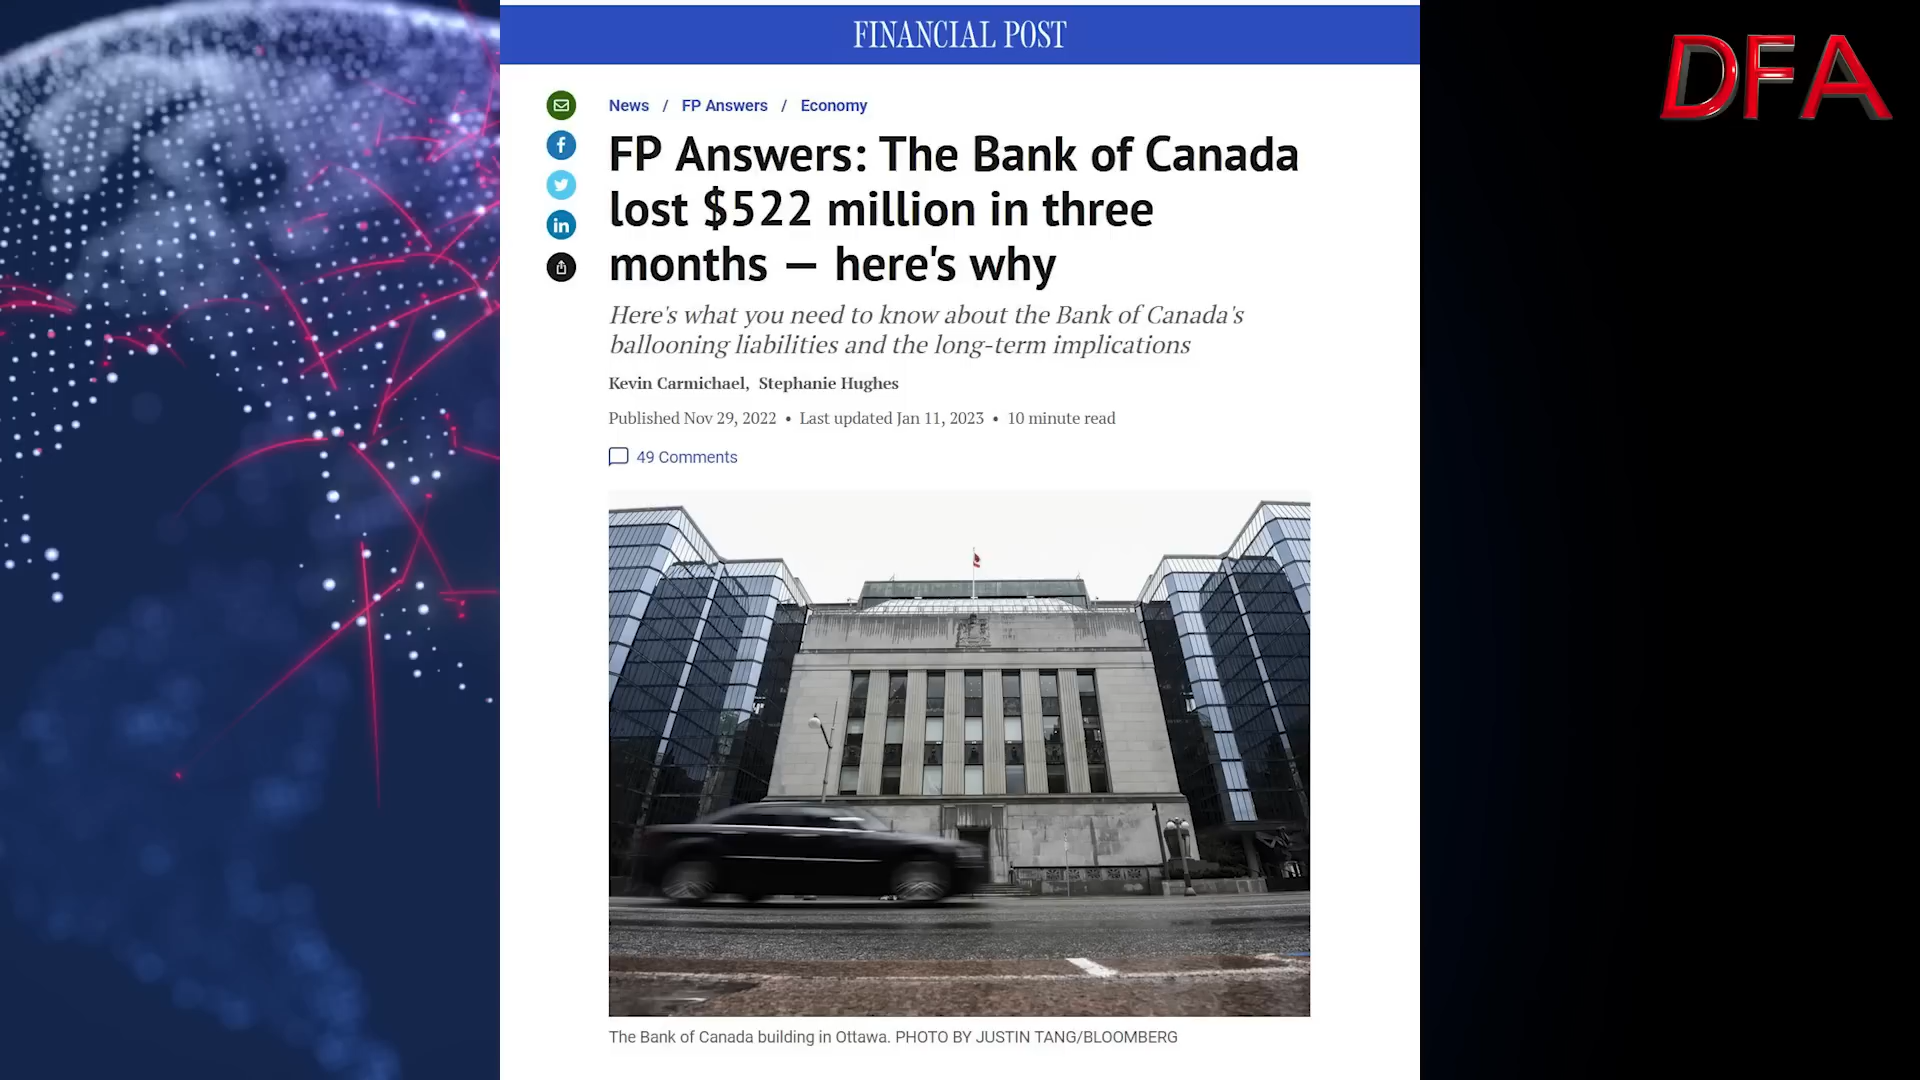 FINANCIAL POST
DFA
News / FP Answers / Economy
FP Answers: The Bank of Canada
lost $522 million in three
months — here's why
Here's what you need to know about the Bank of Canada's
ballooning liabilities and the long-term implications
Kevin Carmichael, Stephanie Hughes
Published Nov 29, 2022 • Last updated Jan 11, 2023 • 10 minute read
49 Comments
The Bank of Canada building in Ottawa. PHOTO BY JUSTIN TANG/BLOOMBERG